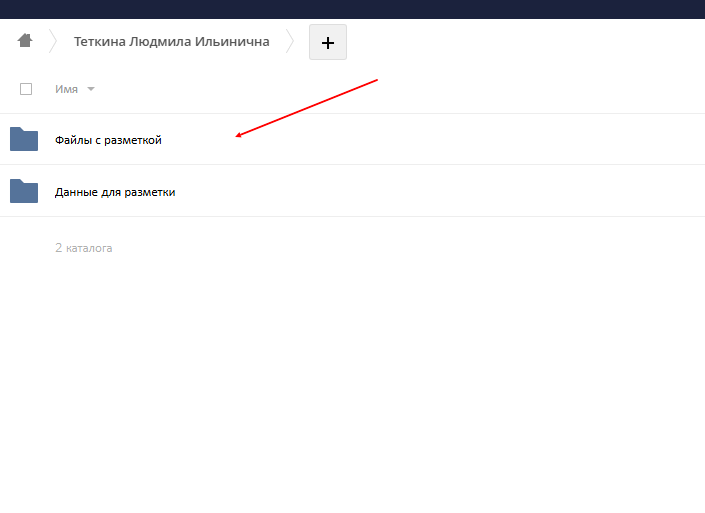 Теткина Людмила Ильинична
Имя
Файлы с разметкой
Данные для разметки
2 каталога